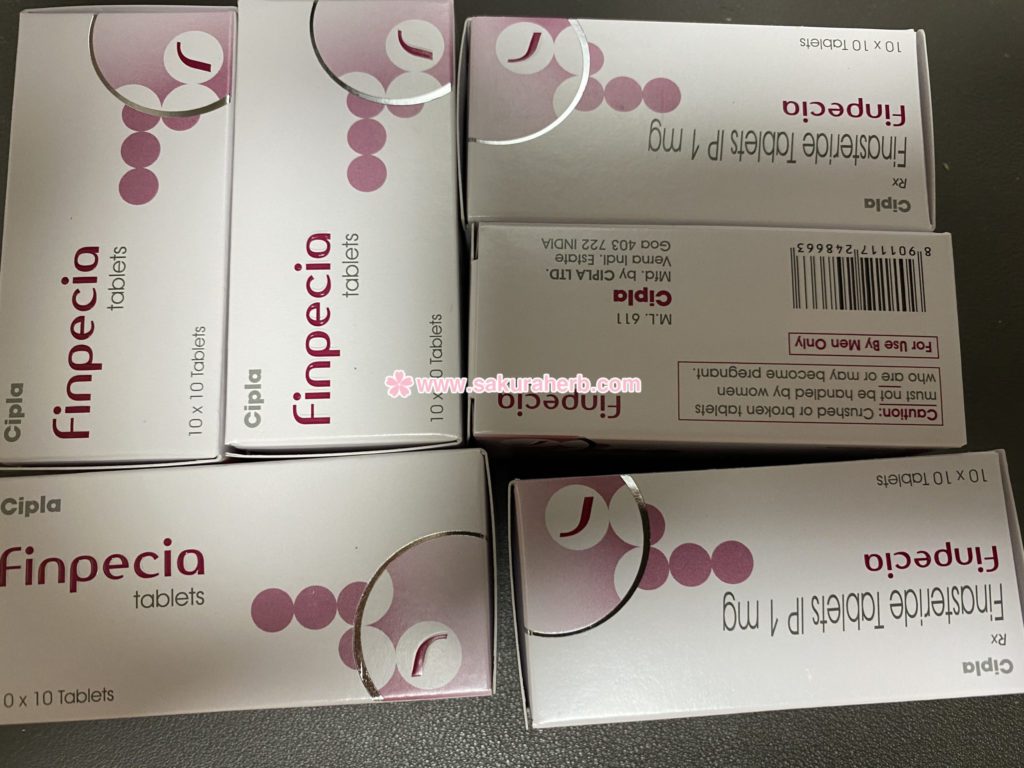 Cipla
Finpecia
tablets
10 x 10 Tablets
Cipla
Finpecia
tablets
10 x 10 Tablets
Cipla
Rx
Finasteride Tablets IP 1 mg
Finpecia
10 x 10 Tablets
Finpecia
Caution: Crushed or broken tablets
must not be handled by women
who are or may become pregnant.
For Use By Men Only
M.L. 611
Cipla
Mfd. by CIPLA LTD.
Verna Indl. Estate
Goa 403 722 INDIA
8 901117 248663
www.sakuraherb.com
Cipla
Finpecia
tablets
0 x 10 Tablets
Cipla
Rx
Finasteride Tablets IP 1 mg
Finpecia
10 x 10 Tablets